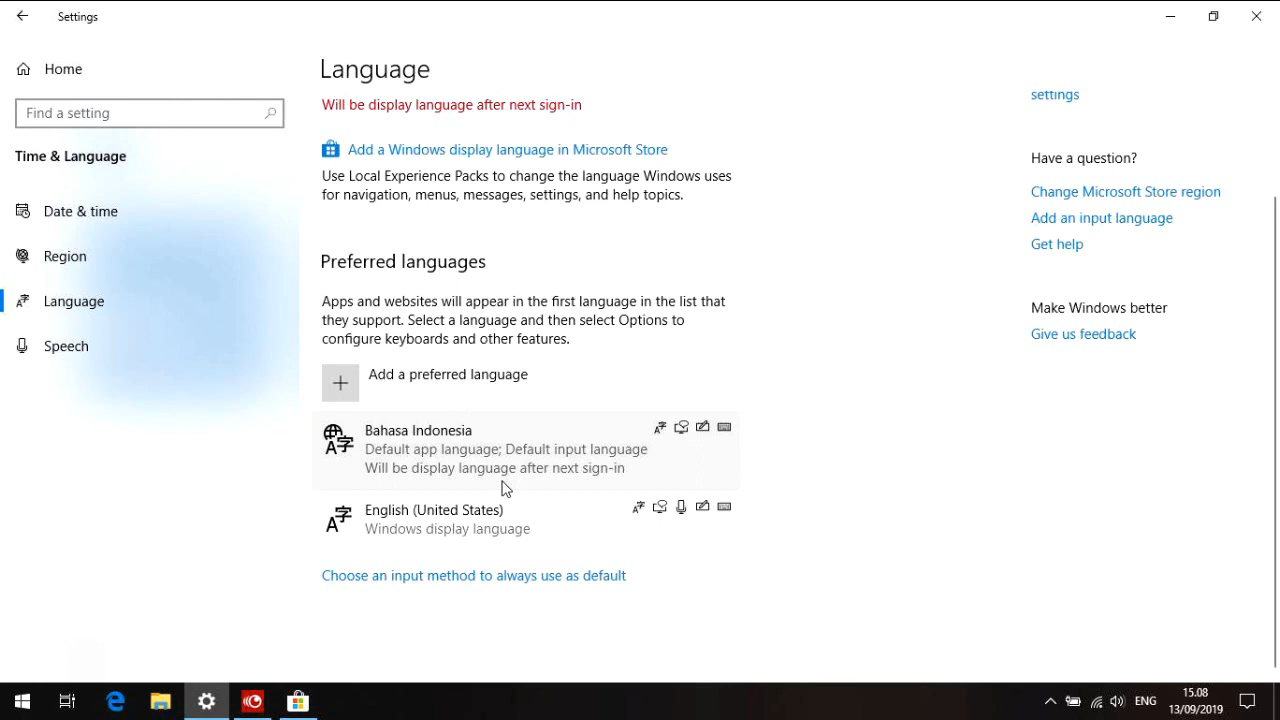 Settings
Home
Find a setting
Time & Language
Date & time
Region
Language
Speech
Language
Will be display language after next sign-in
Add a Windows display language in Microsoft Store
Use Local Experience Packs to change the language Windows uses
for navigation, menus, messages, settings, and help topics.
Preferred languages
Apps and websites will appear in the first language in the list that
they support. Select a language and then select Options to
configure keyboards and other features.
Add a preferred language
Bahasa Indonesia
Default app language; Default input language
Will be display language after next sign-in
English (United States)
Windows display language
Choose an input method to always use as default
settings
Have a question?
Change Microsoft Store region
Add an input language
Get help
Make Windows better
Give us feedback
ENG
15.08
13/09/2019